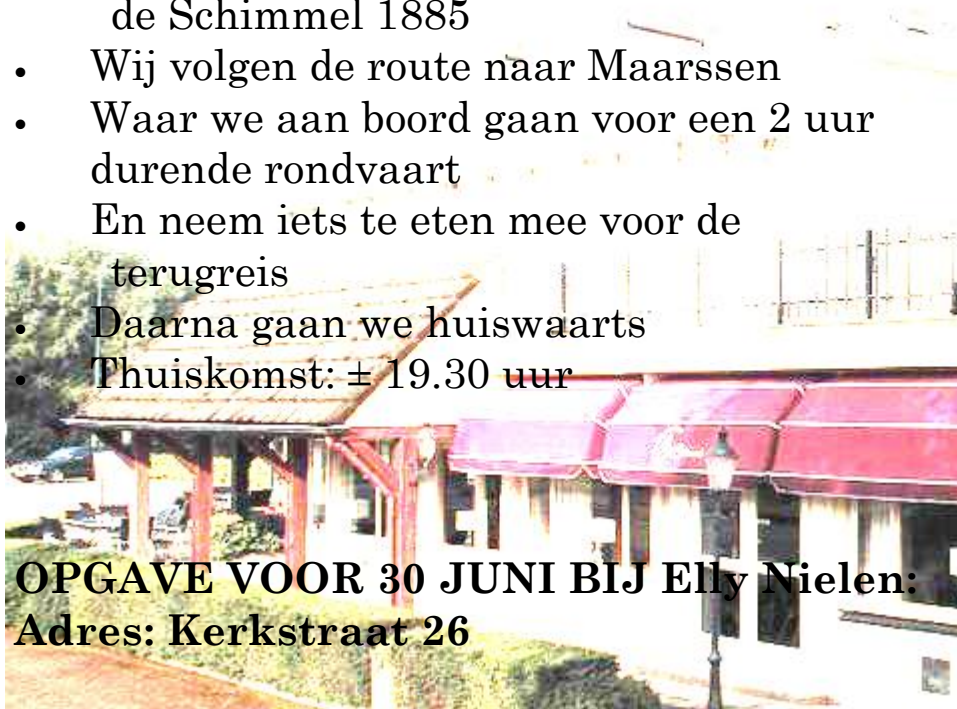 de Schimmel 1885
• Wij volgen de route naar Maarssen
• Waar we aan boord gaan voor een 2 uur
durende rondvaart
• En neem iets te eten mee voor de
terugreis
• Daarna gaan we huiswaarts
• Thuiskomst: ± 19.30 uur
OPGAVE VOOR 30 JUNI BIJ Elly Nielen:
Adres: Kerkstraat 26